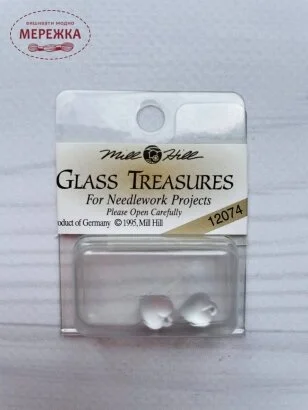 ВИШИВАТИ МОДНО
МЕРЕЖКА
Mill Hill
GLASS TREASURES
For Needlework Projects
Please Open Carefully
oduct of Germany ©1995, Mill Hill
12074